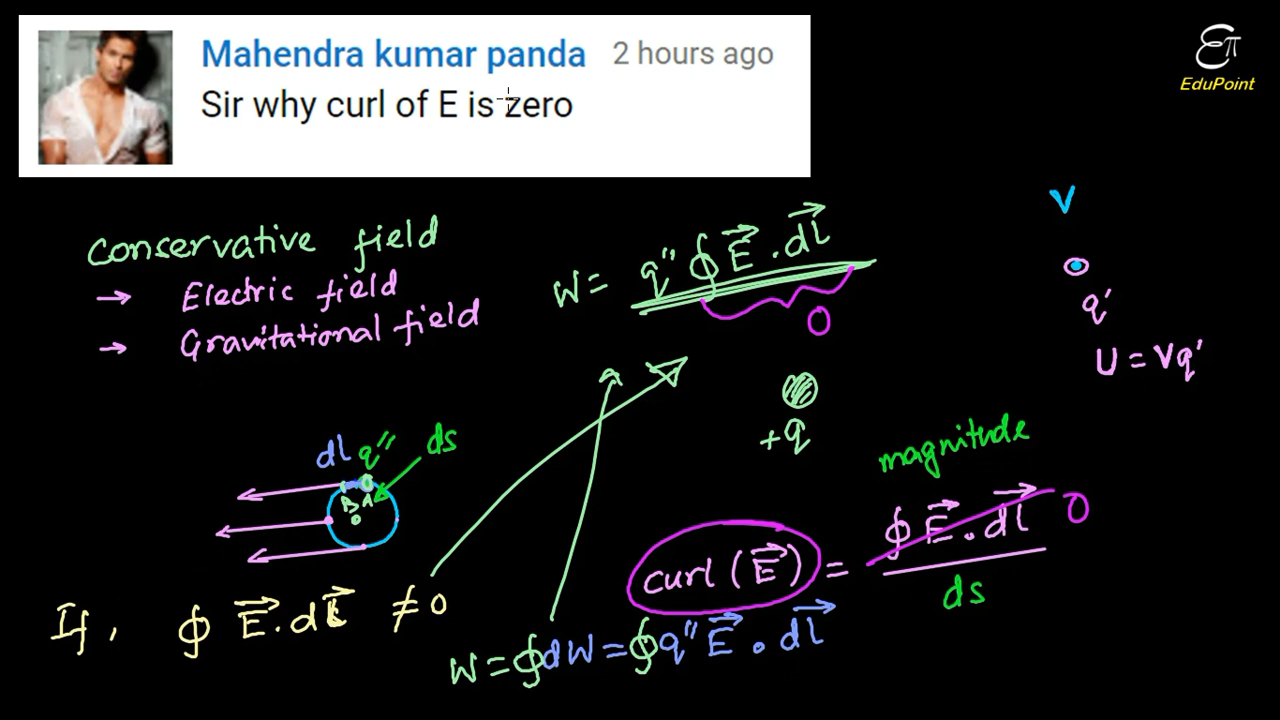 Mahendra kumar panda 2 hours ago
Sir why curl of E is zero
επ
EduPoint
Conservative field
→ Electric field
→ Gravitational field
W = q" ∮ E⃗ . dl⃗
0
V
q'
U = Vq'
+q
dl q" ds
B A
magnitude
curl (E⃗) = ∮ E⃗ . dl⃗ 0
ds
If, ∮ E⃗ . dl⃗ ≠ 0
W = ∮ dW = ∮ q" E⃗ . dl⃗